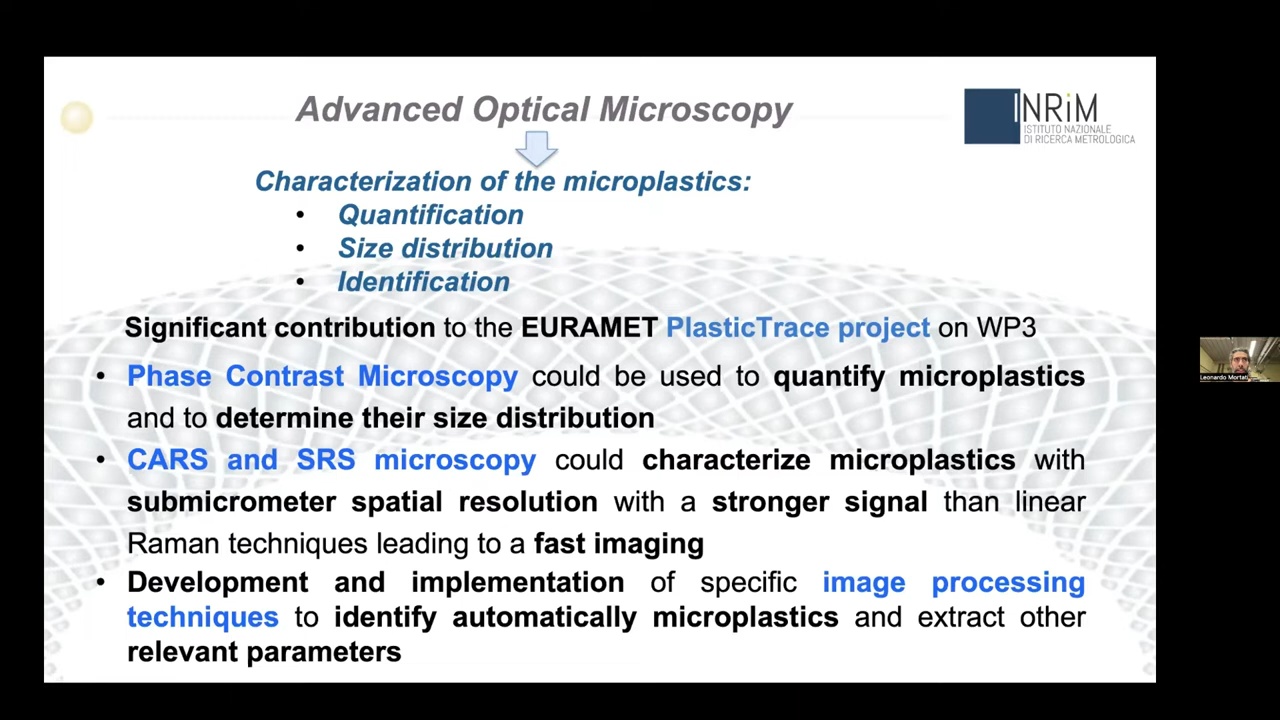 Advanced Optical Microscopy
INRiM
ISTITUTO NAZIONALE
DI RICERCA METROLOGICA
Characterization of the microplastics:
• Quantification
• Size distribution
• Identification
Significant contribution to the EURAMET PlasticTrace project on WP3
• Phase Contrast Microscopy could be used to quantify microplastics
and to determine their size distribution
• CARS and SRS microscopy could characterize microplastics with
submicrometer spatial resolution with a stronger signal than linear
Raman techniques leading to a fast imaging
• Development and implementation of specific image processing
techniques to identify automatically microplastics and extract other
relevant parameters
Leonardo Mortati